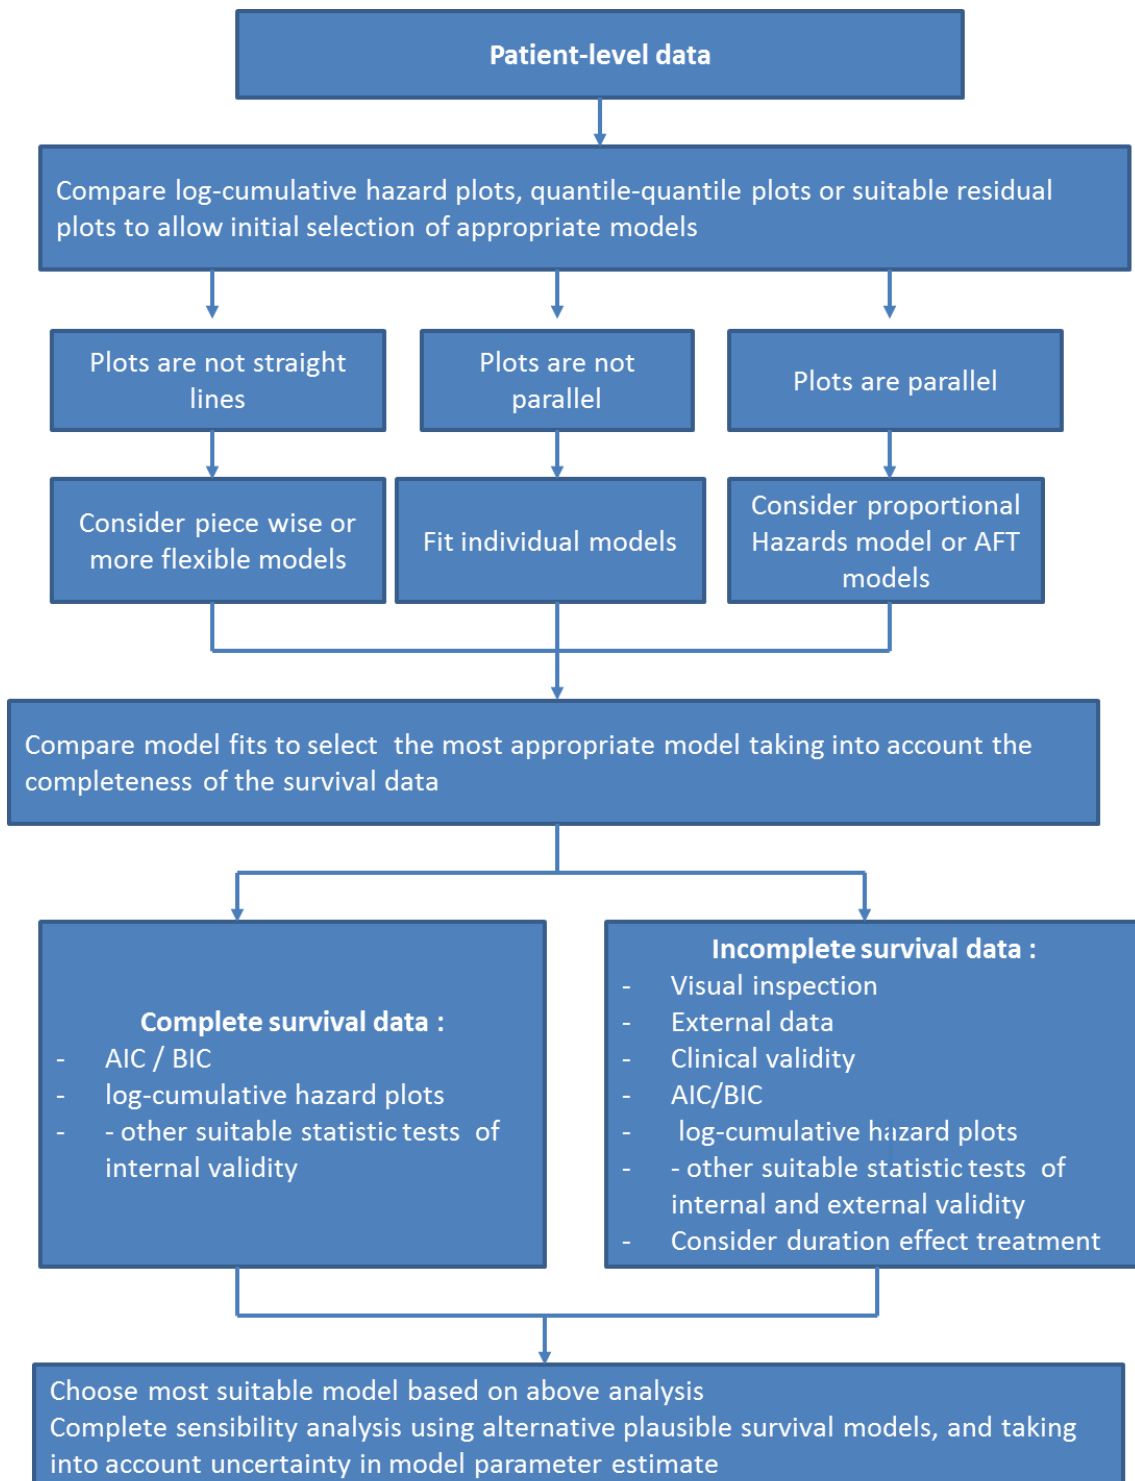 Patient-level data
Compare log-cumulative hazard plots, quantile-quantile plots or suitable residual
plots to allow initial selection of appropriate models
Plots are not straight
lines
Plots are not
parallel
Plots are parallel
Consider piece wise or
more flexible models
Fit individual models
Consider proportional
Hazards model or AFT
models
Compare model fits to select  the most appropriate model taking into account the
completeness of the survival data
Complete survival data :
- AIC / BIC
- log-cumulative hazard plots
- - other suitable statistic tests  of
internal validity
Incomplete survival data :
- Visual inspection
- External data
- Clinical validity
- AIC/BIC
- log-cumulative hazard plots
- - other suitable statistic tests  of
internal and external validity
- Consider duration effect treatment
Choose most suitable model based on above analysis
Complete sensibility analysis using alternative plausible survival models, and taking
into account uncertainty in model parameter estimate